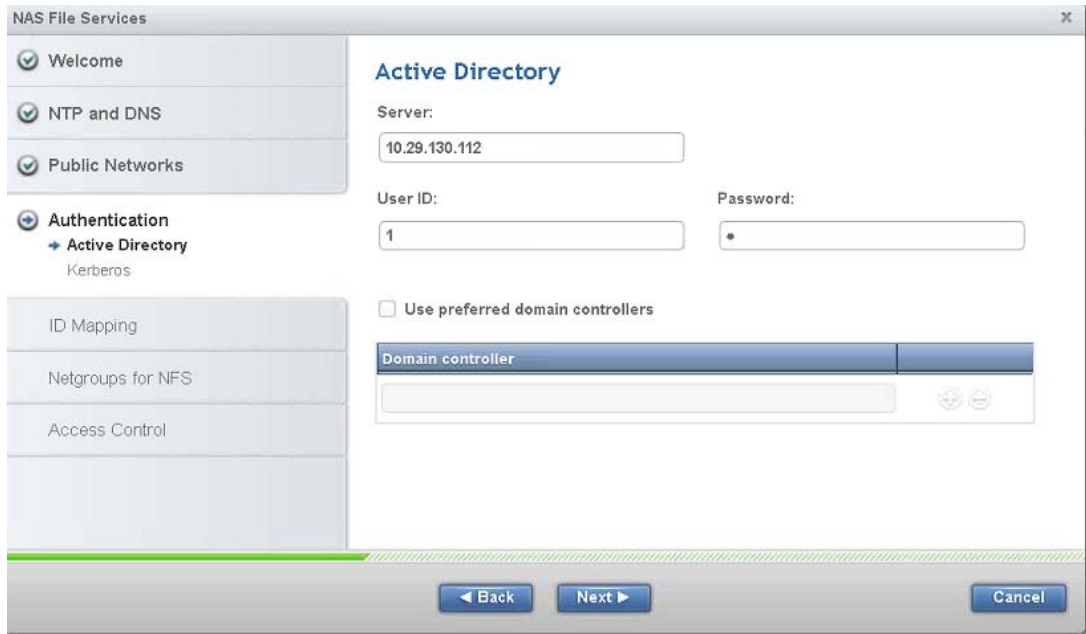 NAS File Services
x
Welcome
NTP and DNS
Public Networks
Authentication
Active Directory
Kerberos
ID Mapping
Netgroups for NFS
Access Control
Active Directory
Server:
10.29.130.112
User ID:
Password:
1
Use preferred domain controllers
Domain controller
Back
Next
Cancel